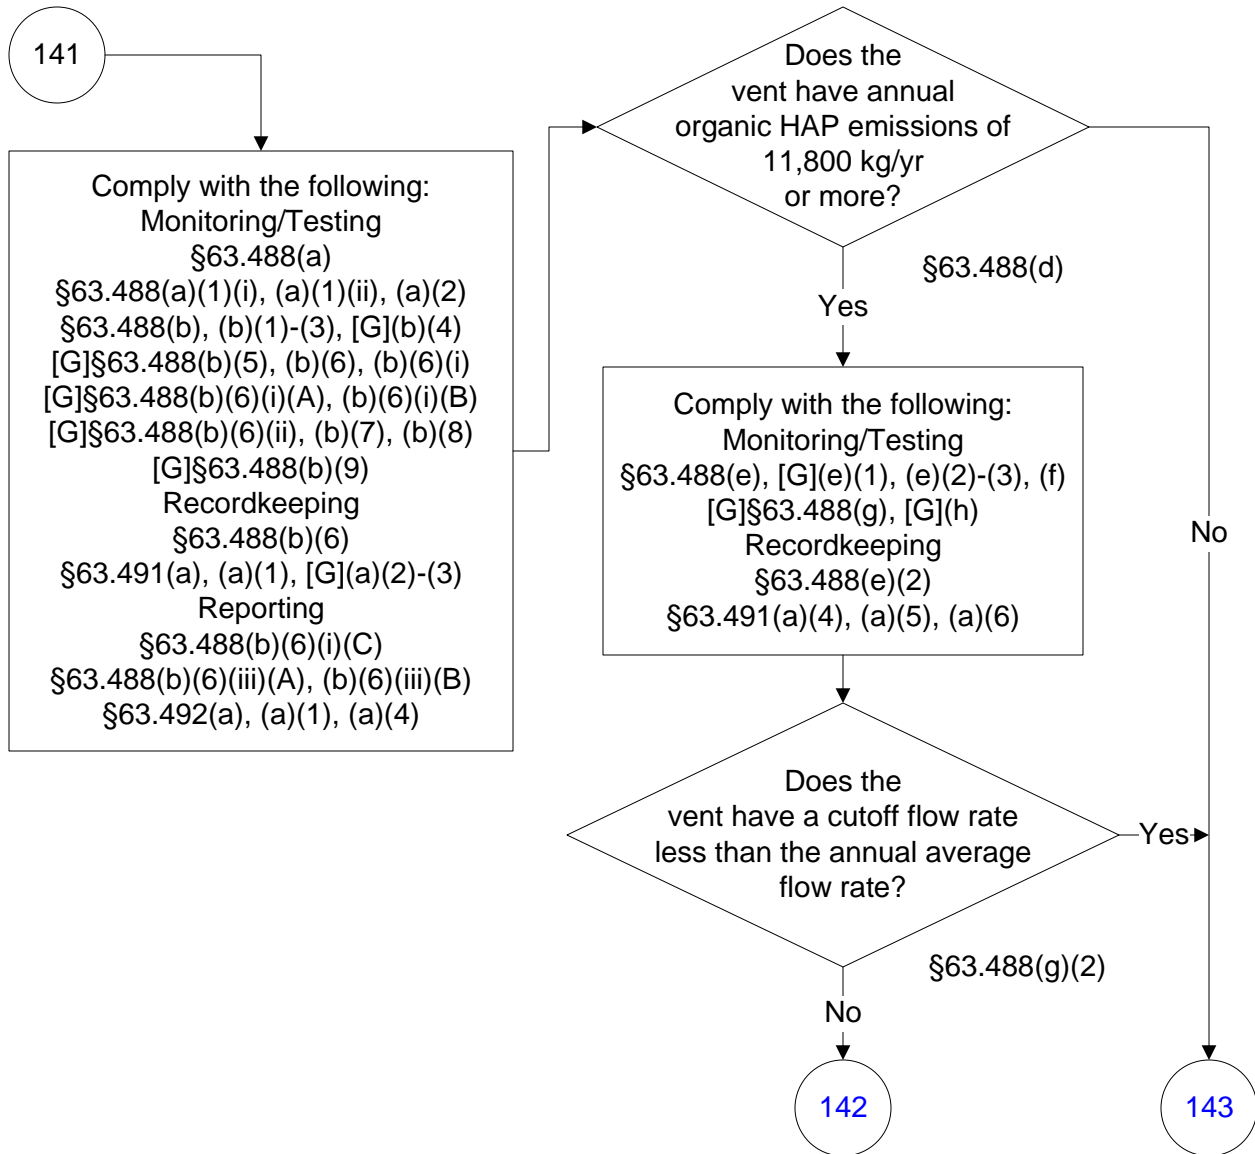 141
Comply with the following:
Monitoring/Testing
§63.488(a)
§63.488(a)(1)(i), (a)(1)(ii), (a)(2)
§63.488(b), (b)(1)-(3), [G](b)(4)
[G]§63.488(b)(5), (b)(6), (b)(6)(i)
[G]§63.488(b)(6)(i)(A), (b)(6)(i)(B)
[G]§63.488(b)(6)(ii), (b)(7), (b)(8)
[G]§63.488(b)(9)
Recordkeeping
§63.488(b)(6)
§63.491(a), (a)(1), [G](a)(2)-(3)
Reporting
§63.488(b)(6)(i)(C)
§63.488(b)(6)(iii)(A), (b)(6)(iii)(B)
§63.492(a), (a)(1), (a)(4)
Does the
vent have annual
organic HAP emissions of
11,800 kg/yr
or more?
§63.488(d)
Yes
No
Comply with the following:
Monitoring/Testing
§63.488(e), [G](e)(1), (e)(2)-(3), (f)
[G]§63.488(g), [G](h)
Recordkeeping
§63.488(e)(2)
§63.491(a)(4), (a)(5), (a)(6)
Does the
vent have a cutoff flow rate
less than the annual average
flow rate?
Yes
§63.488(g)(2)
No
142
143